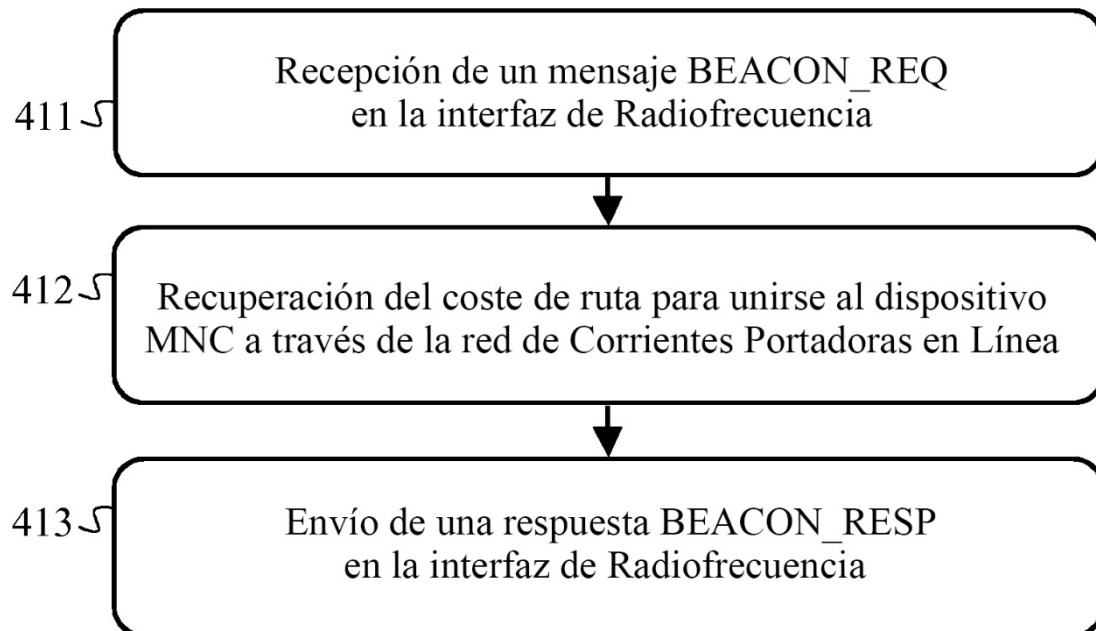 411
Recepción de un mensaje BEACON_REQ
en la interfaz de Radiofrecuencia
412
Recuperación del coste de ruta para unirse al dispositivo
MNC a través de la red de Corrientes Portadoras en Línea
413
Envío de una respuesta BEACON_RESP
en la interfaz de Radiofrecuencia